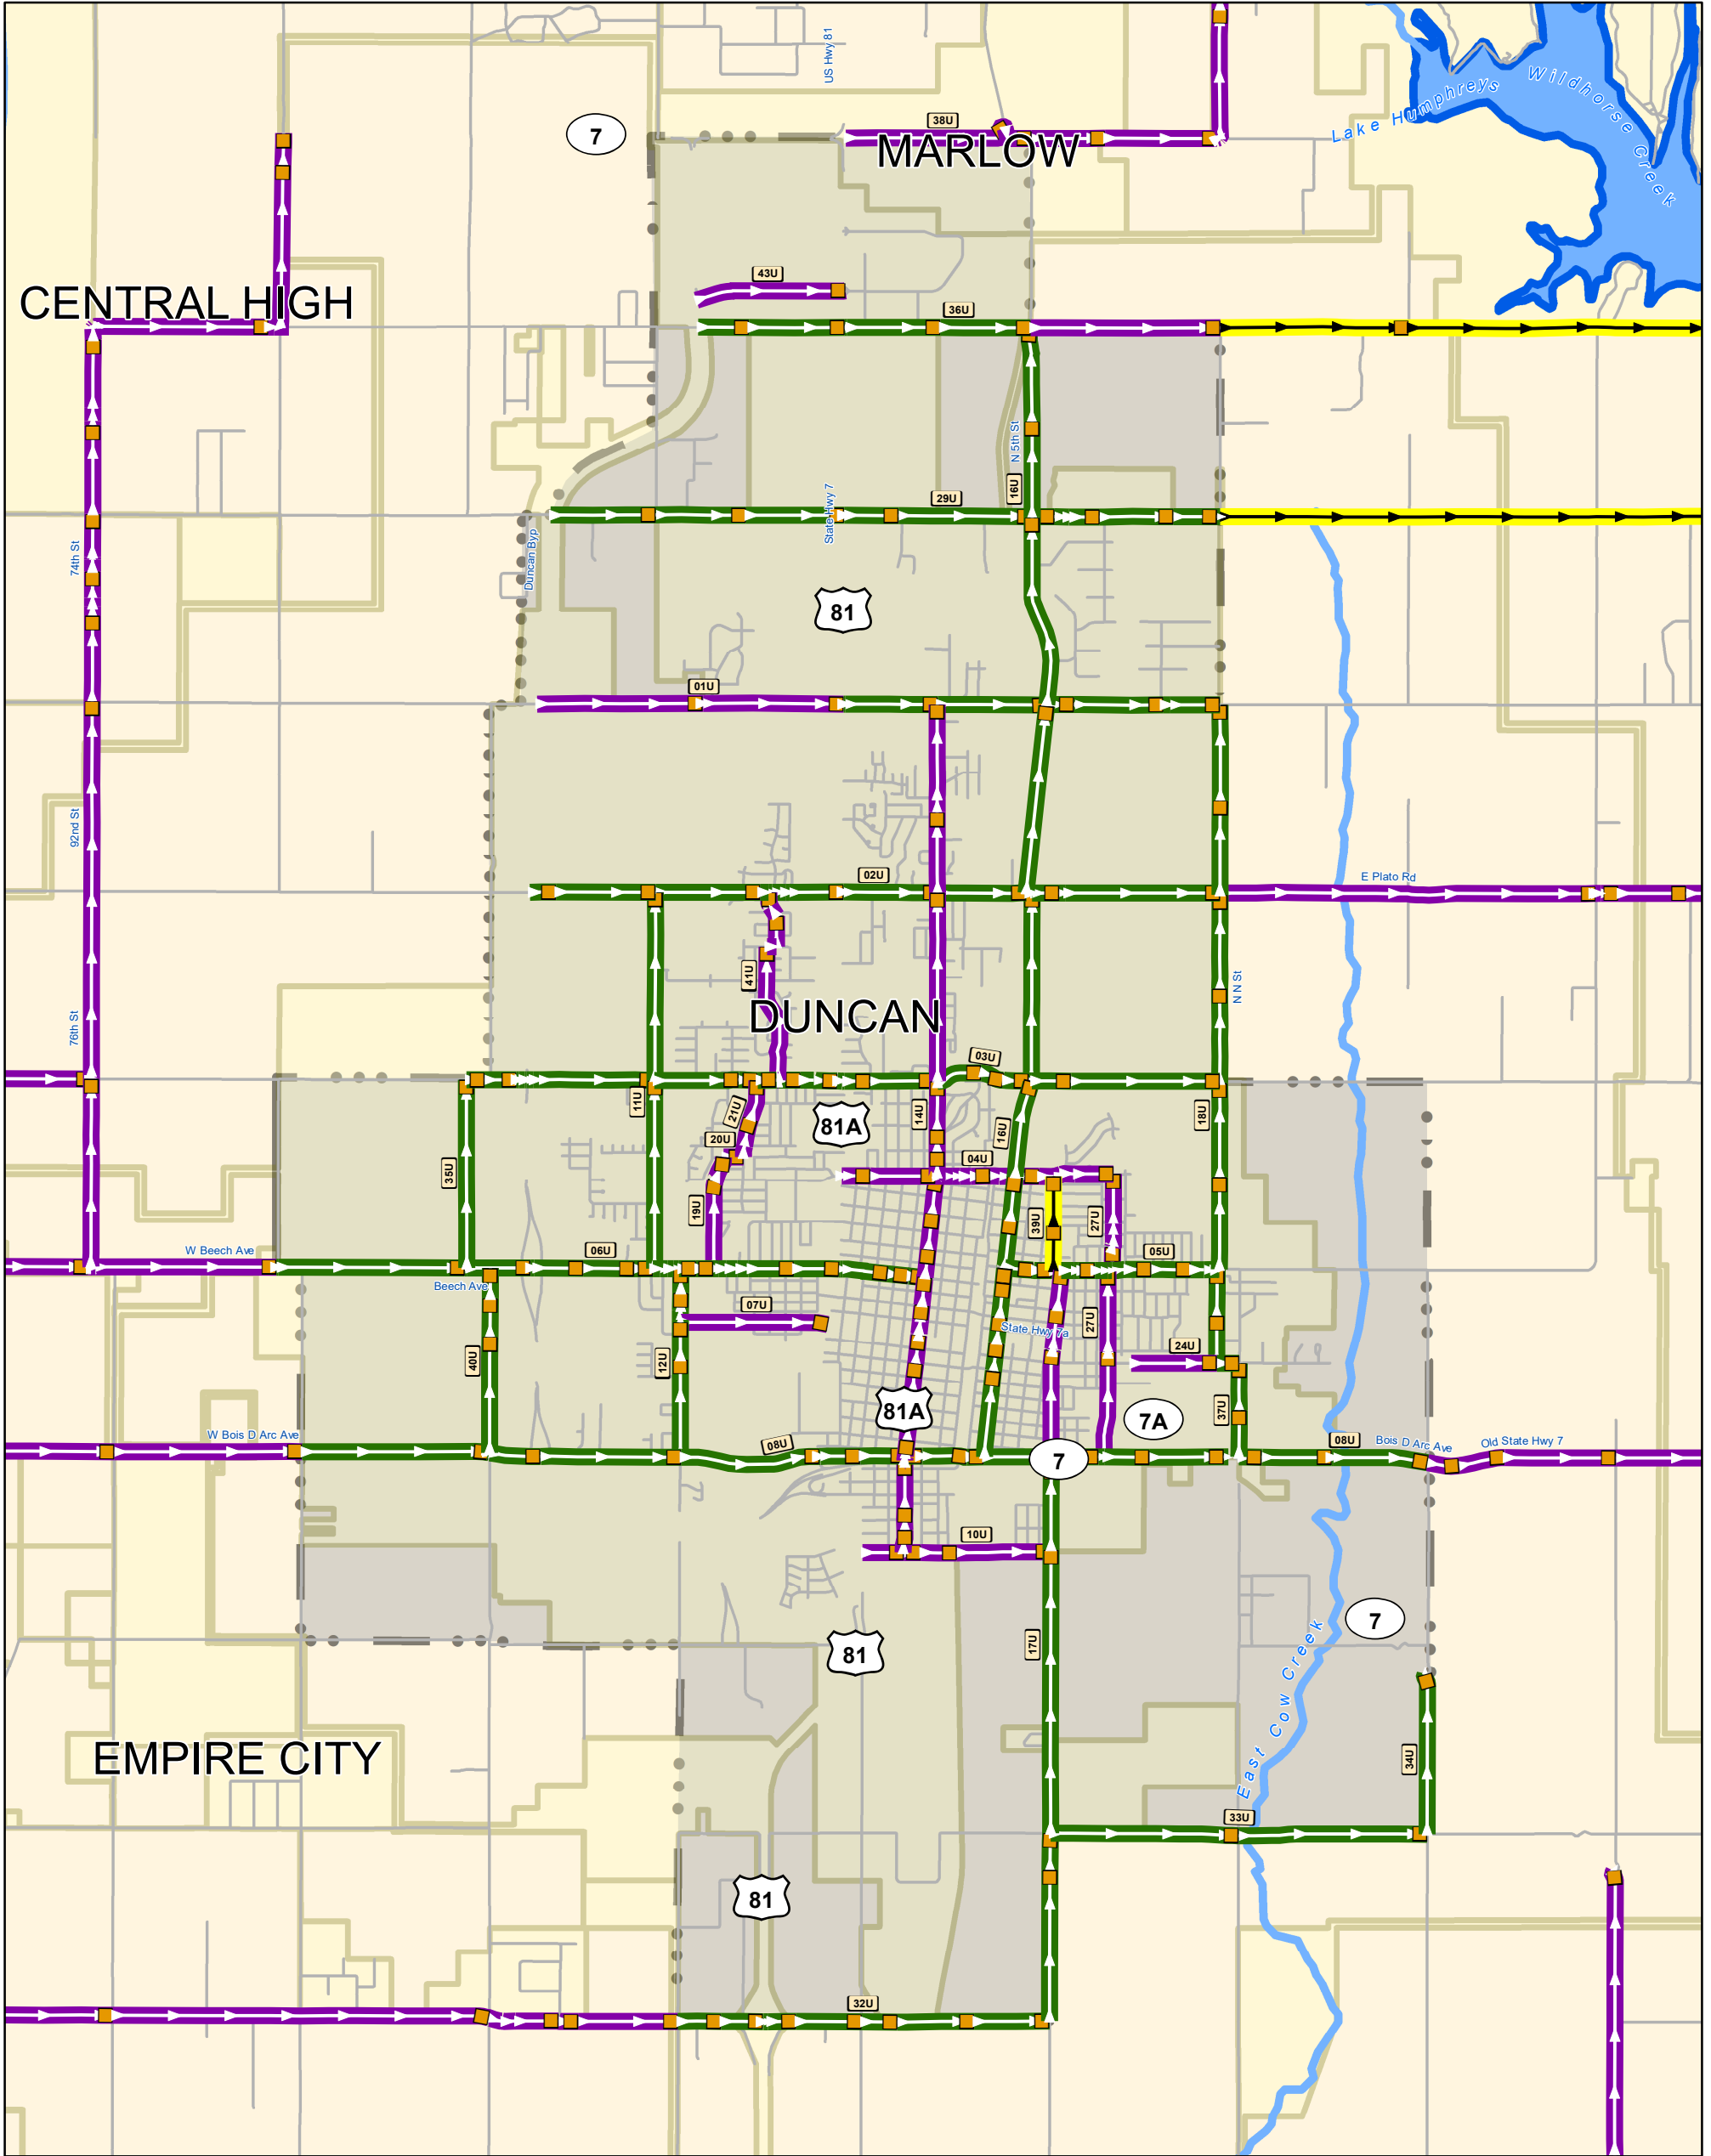 US Hwy 81
7
38U
MARLOW
Lake Humphreys
Wildhorse Creek
43U
CENTRAL HIGH
36U
N 5th St
16U
29U
State Hwy 7
74th St
Duncan Byp
81
01U
92nd St
02U
E Plato Rd
41U
N N St
DUNCAN
76th St
03U
11U
21U
81A
14U
16U
18U
20U
04U
35U
19U
39U
27U
W Beech Ave
06U
05U
Beech Ave
07U
State Hwy 7a
27U
24U
40U
12U
81A
7A
37U
W Bois D Arc Ave
08U
7
08U
Bois D Arc Ave
Old State Hwy 7
10U
17U
81
7
East Cow Creek
EMPIRE CITY
34U
33U
81
32U